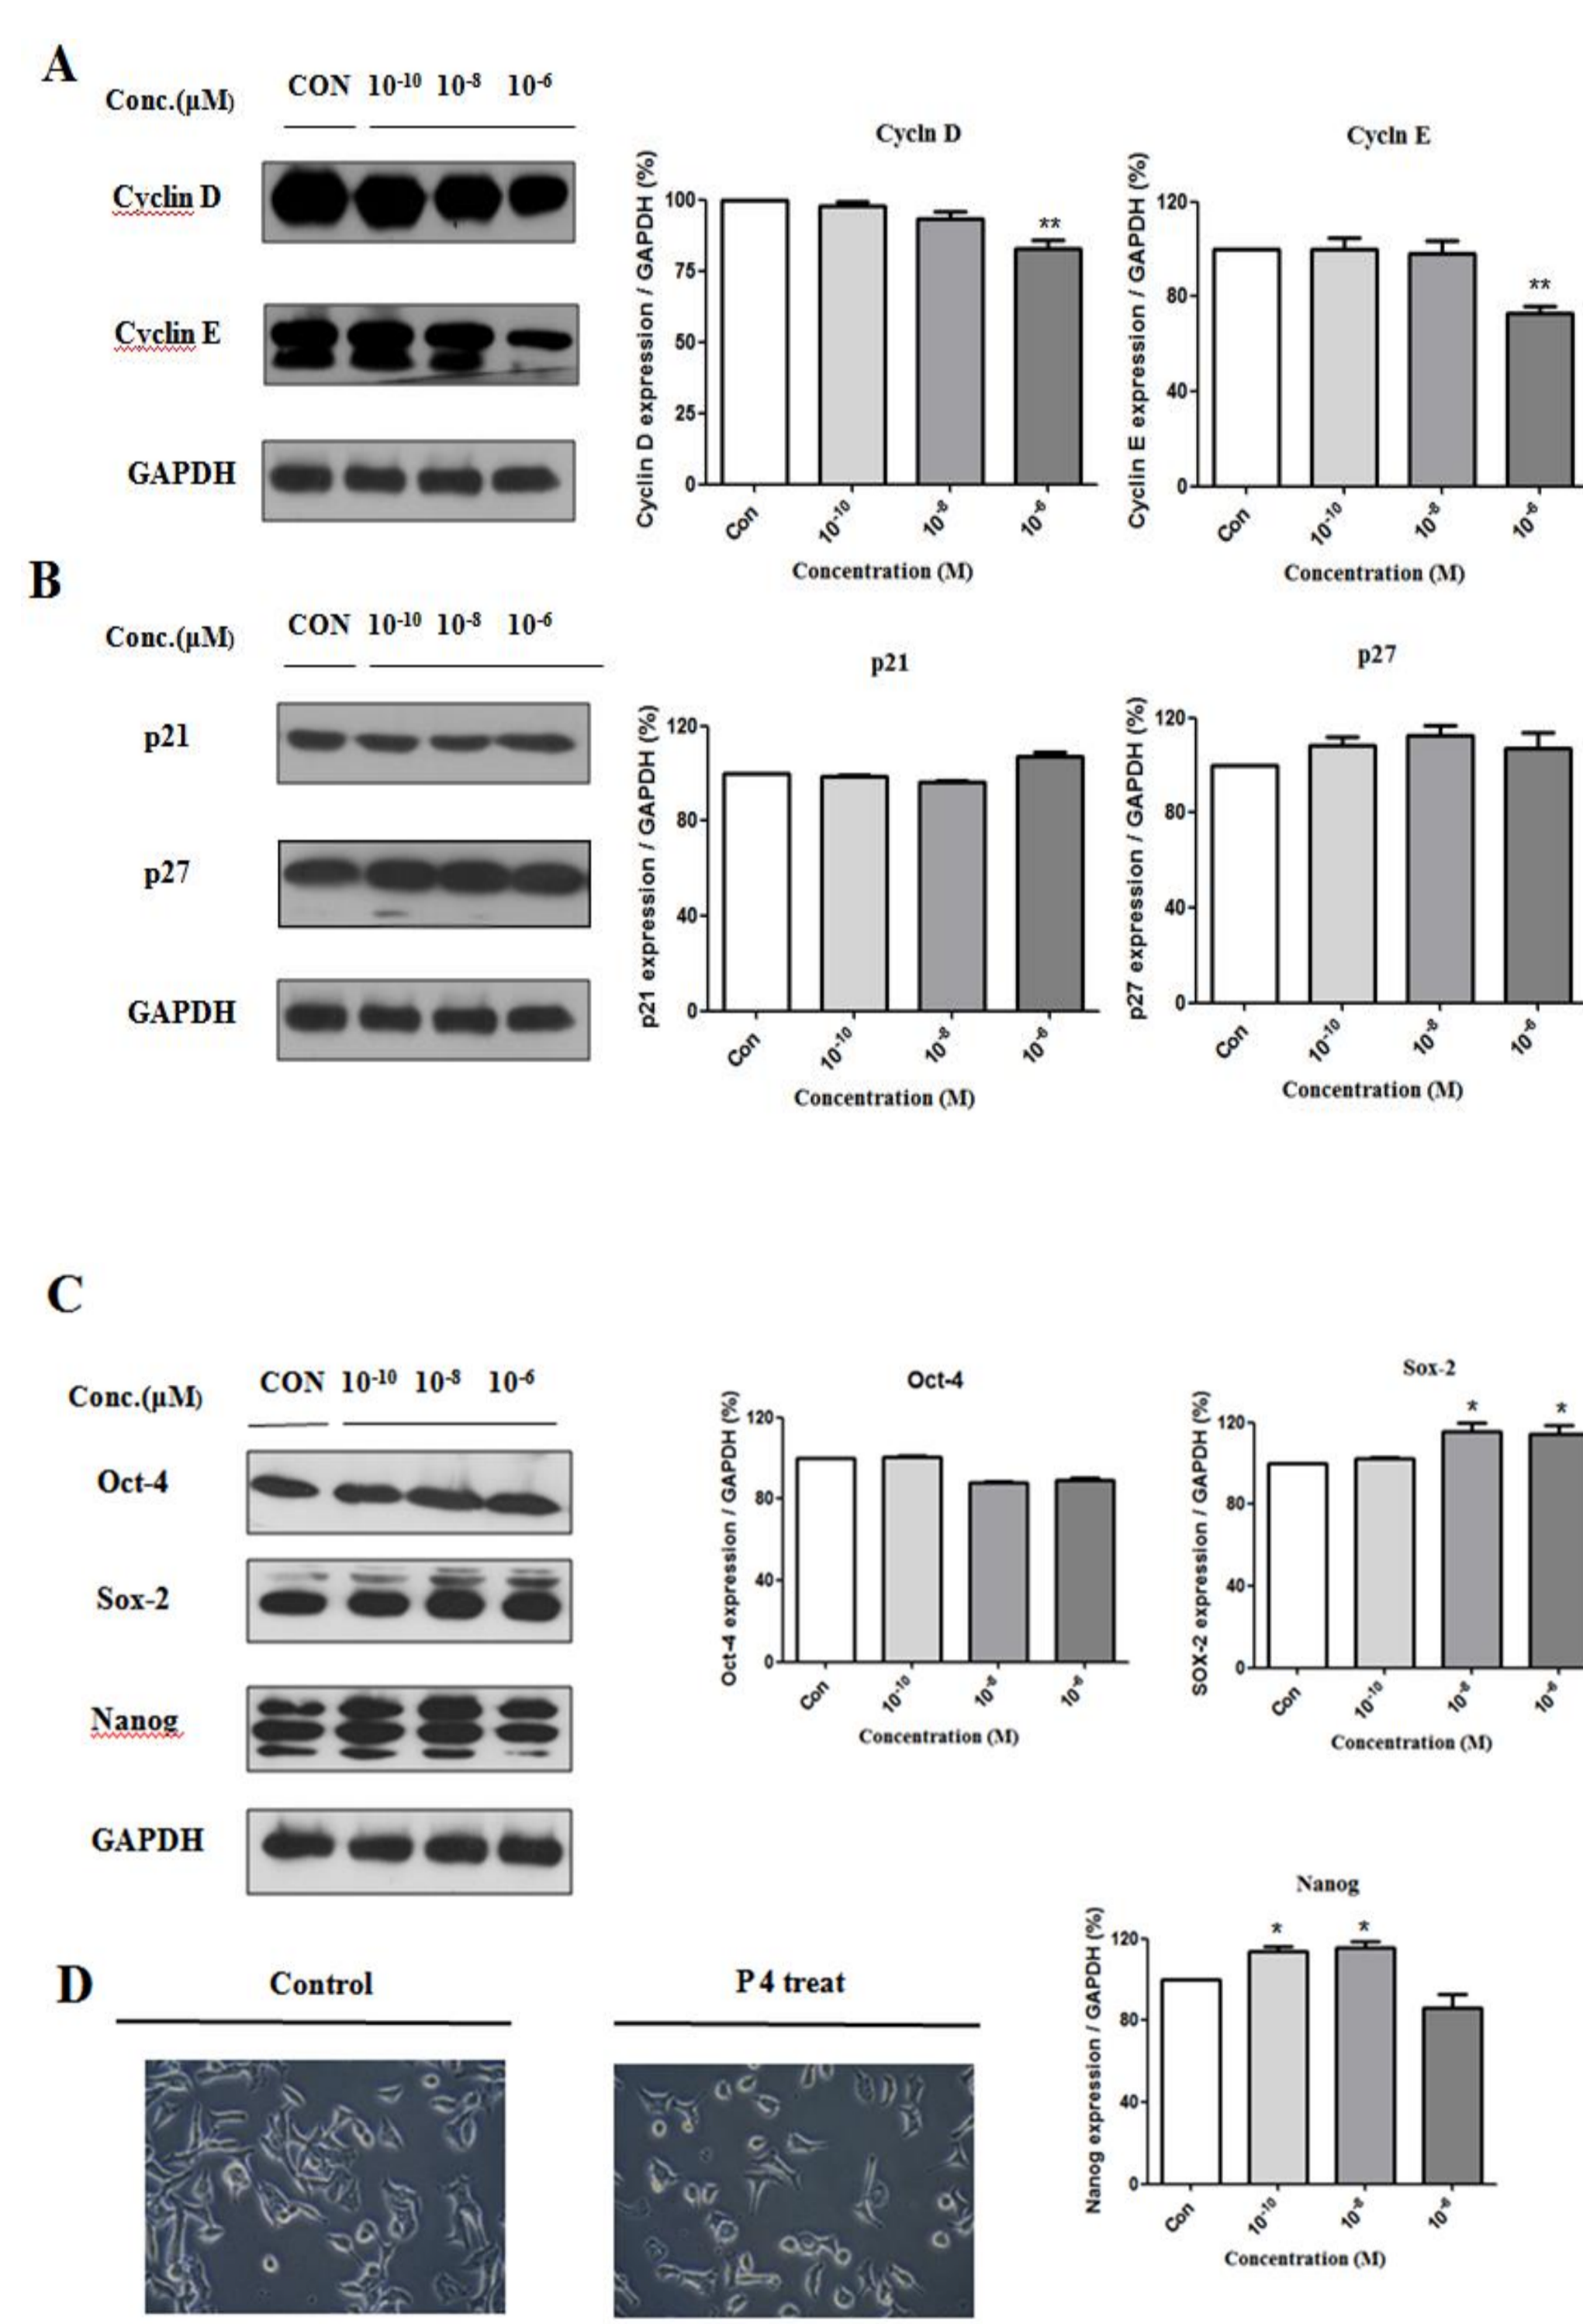 A
Conc.(μM)
CON 10⁻¹⁰ 10⁻⁸ 10⁻⁶
Cyclin D
Cyclin E
GAPDH
Cycln D
Cyclin D expression / GAPDH (%)
100
75
50
25
0
Con 10⁻¹⁰ 10⁻⁸ 10⁻⁶
**
Concentration (M)
Cycln E
Cyclin E expression / GAPDH (%)
120
80
40
0
Con 10⁻¹⁰ 10⁻⁸ 10⁻⁶
**
Concentration (M)
B
Conc.(μM)
CON 10⁻¹⁰ 10⁻⁸ 10⁻⁶
p21
p27
GAPDH
p21
p21 expression / GAPDH (%)
120
80
40
0
Con 10⁻¹⁰ 10⁻⁸ 10⁻⁶
Concentration (M)
p27
p27 expression / GAPDH (%)
120
80
40
0
Con 10⁻¹⁰ 10⁻⁸ 10⁻⁶
Concentration (M)
C
Conc.(μM)
CON 10⁻¹⁰ 10⁻⁸ 10⁻⁶
Oct-4
Sox-2
Nanog
GAPDH
Oct-4
Oct-4 expression / GAPDH (%)
120
80
40
0
Con 10⁻¹⁰ 10⁻⁸ 10⁻⁶
Concentration (M)
Sox-2
SOX-2 expression / GAPDH (%)
120
80
40
0
* *
Con 10⁻¹⁰ 10⁻⁸ 10⁻⁶
Concentration (M)
Nanog
Nanog expression / GAPDH (%)
120
80
40
0
* *
Con 10⁻¹⁰ 10⁻⁸ 10⁻⁶
Concentration (M)
D
Control
P 4 treat